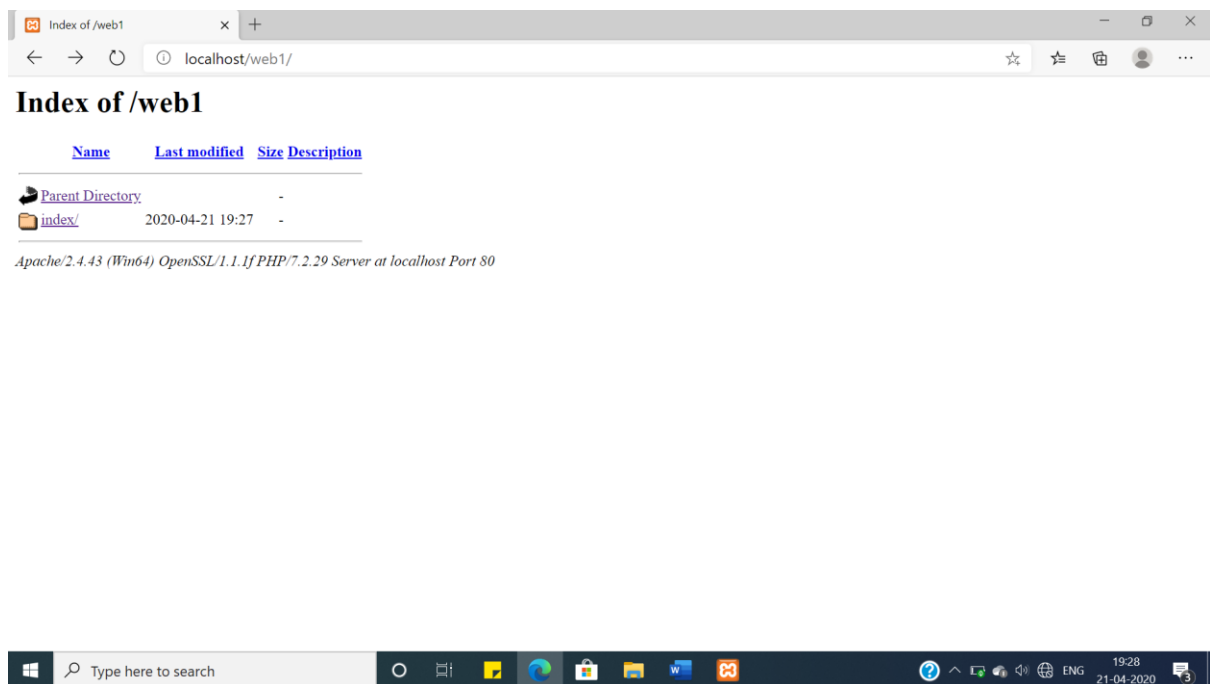 Index of /web1
localhost/web1/
Index of /web1
Name Last modified Size Description
Parent Directory -
index/ 2020-04-21 19:27 -
Apache/2.4.43 (Win64) OpenSSL/1.1.1f PHP/7.2.29 Server at localhost Port 80
Type here to search
W
ENG
19:28
21-04-2020
3